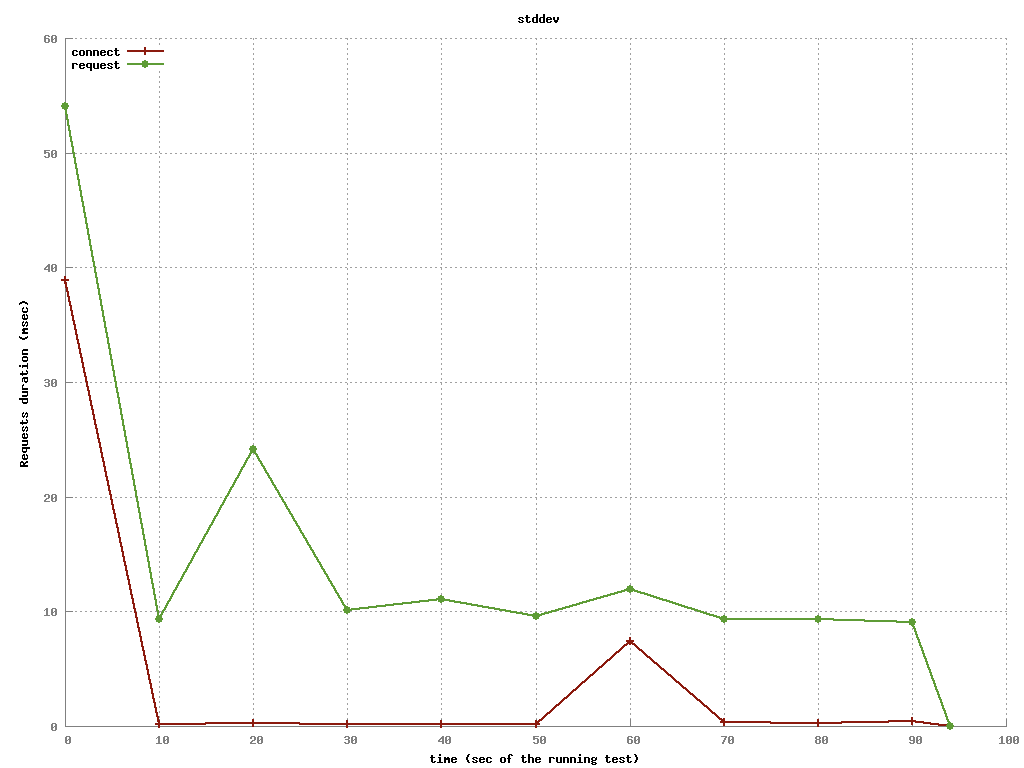 stddev
60
connect
request
50
40
30
20
10
0
Requests duration (msec)
0 10 20 30 40 50 60 70 80 90 100
time (sec of the running test)